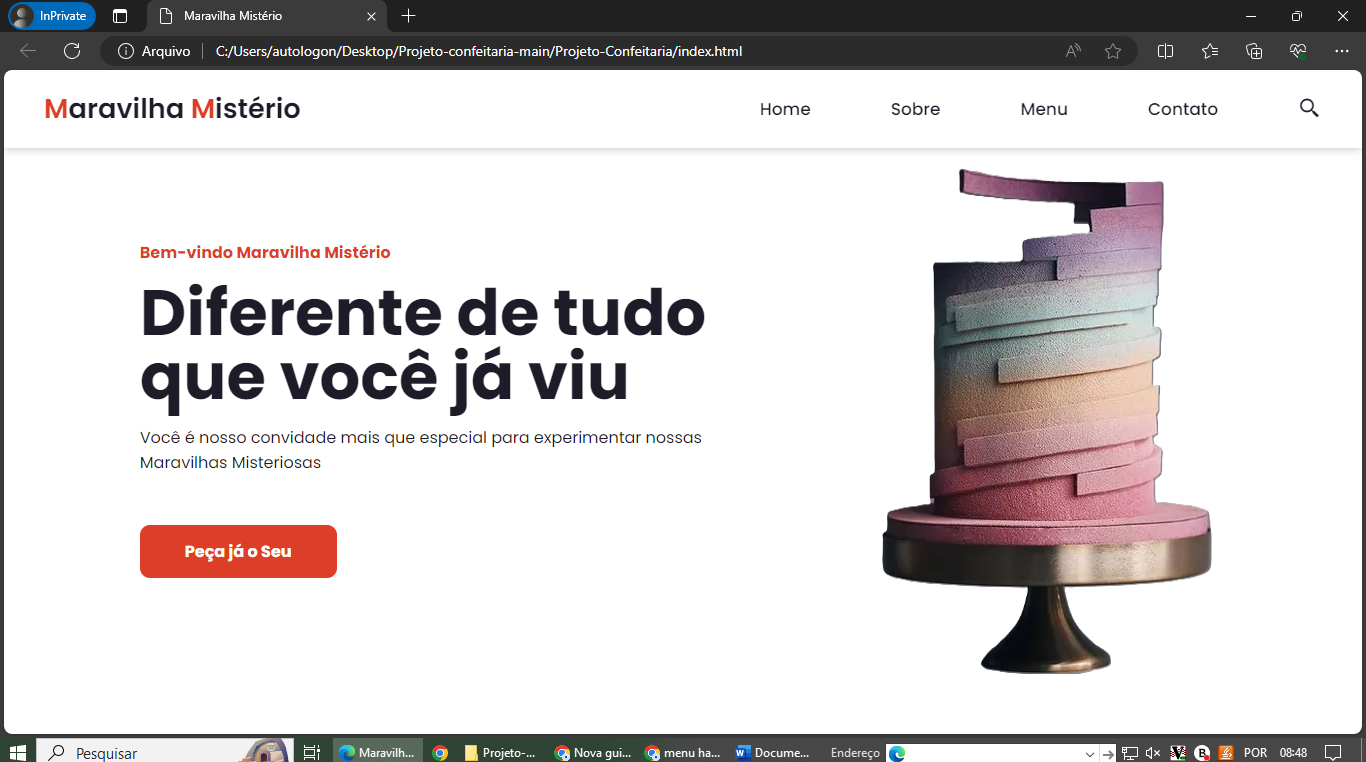 InPrivate
Maravilha Mistério
Arquivo
C:/Users/autologon/Desktop/Projeto-confeitaria-main/Projeto-Confeitaria/index.html
Maravilha Mistério
Home
Sobre
Menu
Contato
Bem-vindo Maravilha Mistério
Diferente de tudo
que você já viu
Você é nosso convidade mais que especial para experimentar nossas
Maravilhas Misteriosas
Peça já o Seu
Pesquisar
Maravilh...
Projeto-...
Nova gui...
menu ha...
Docume...
Endereço
POR
08:48